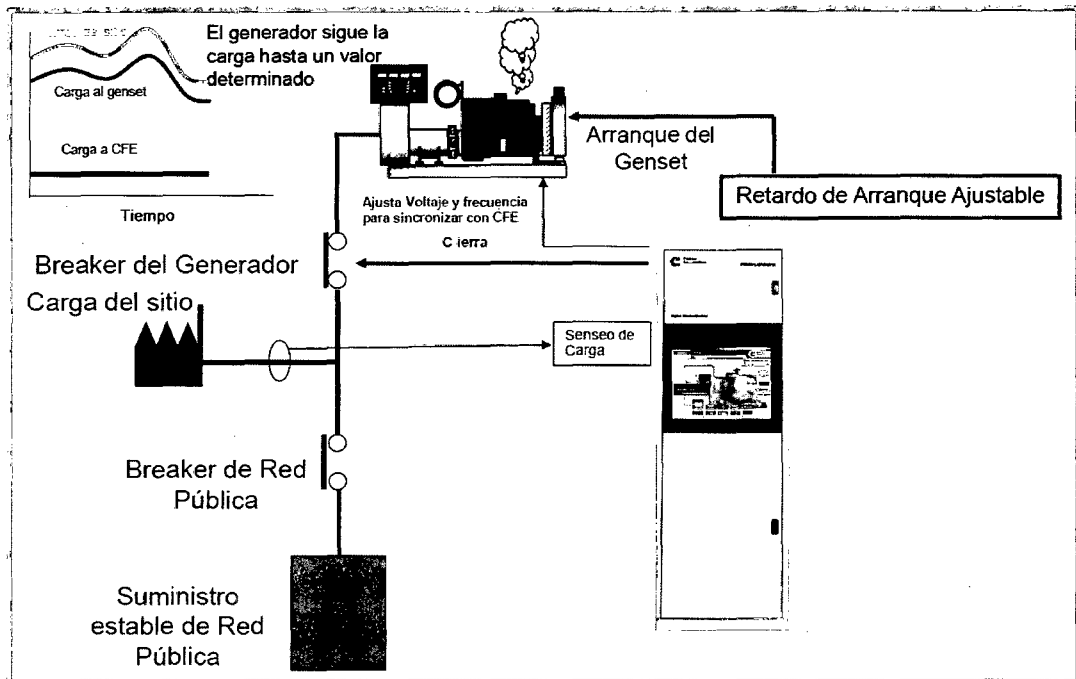 El generador sigue la
carga hasta un valor
determinado
Carga al genset
Carga a CFE
Tiempo
Arranque del
Genset
Retardo de Arranque Ajustable
Ajusta Voltaje y frecuencia
para sincronizar con CFE
C ierra
Breaker del Generador
Carga del sitio
Senseo de
Carga
Breaker de Red
Pública
Suministro
estable de Red
Pública